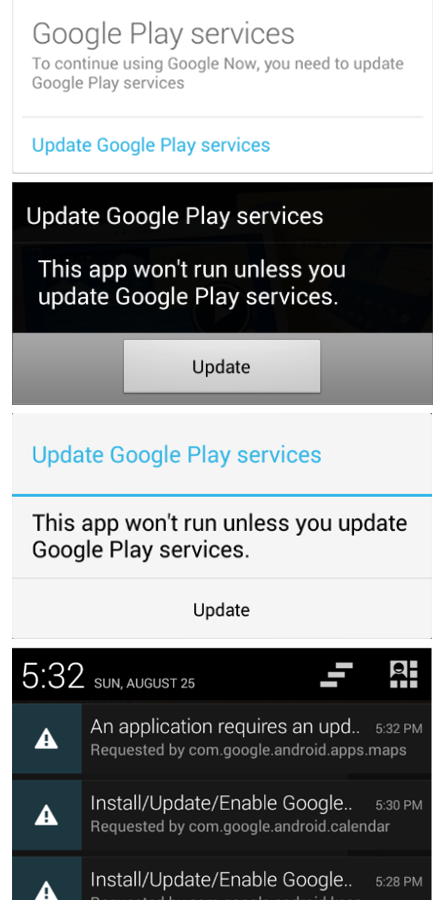 Google Play services
To continue using Google Now, you need to update
Google Play services
Update Google Play services
Update Google Play services
This app won't run unless you
update Google Play services.
Update
Update Google Play services
This app won't run unless you update
Google Play services.
Update
5:32 SUN, AUGUST 25
An application requires an upd.. 5:32 PM
Requested by com.google.android.apps.maps
Install/Update/Enable Google.. 5:30 PM
Requested by com.google.android.calendar
Install/Update/Enable Google.. 5:28 PM